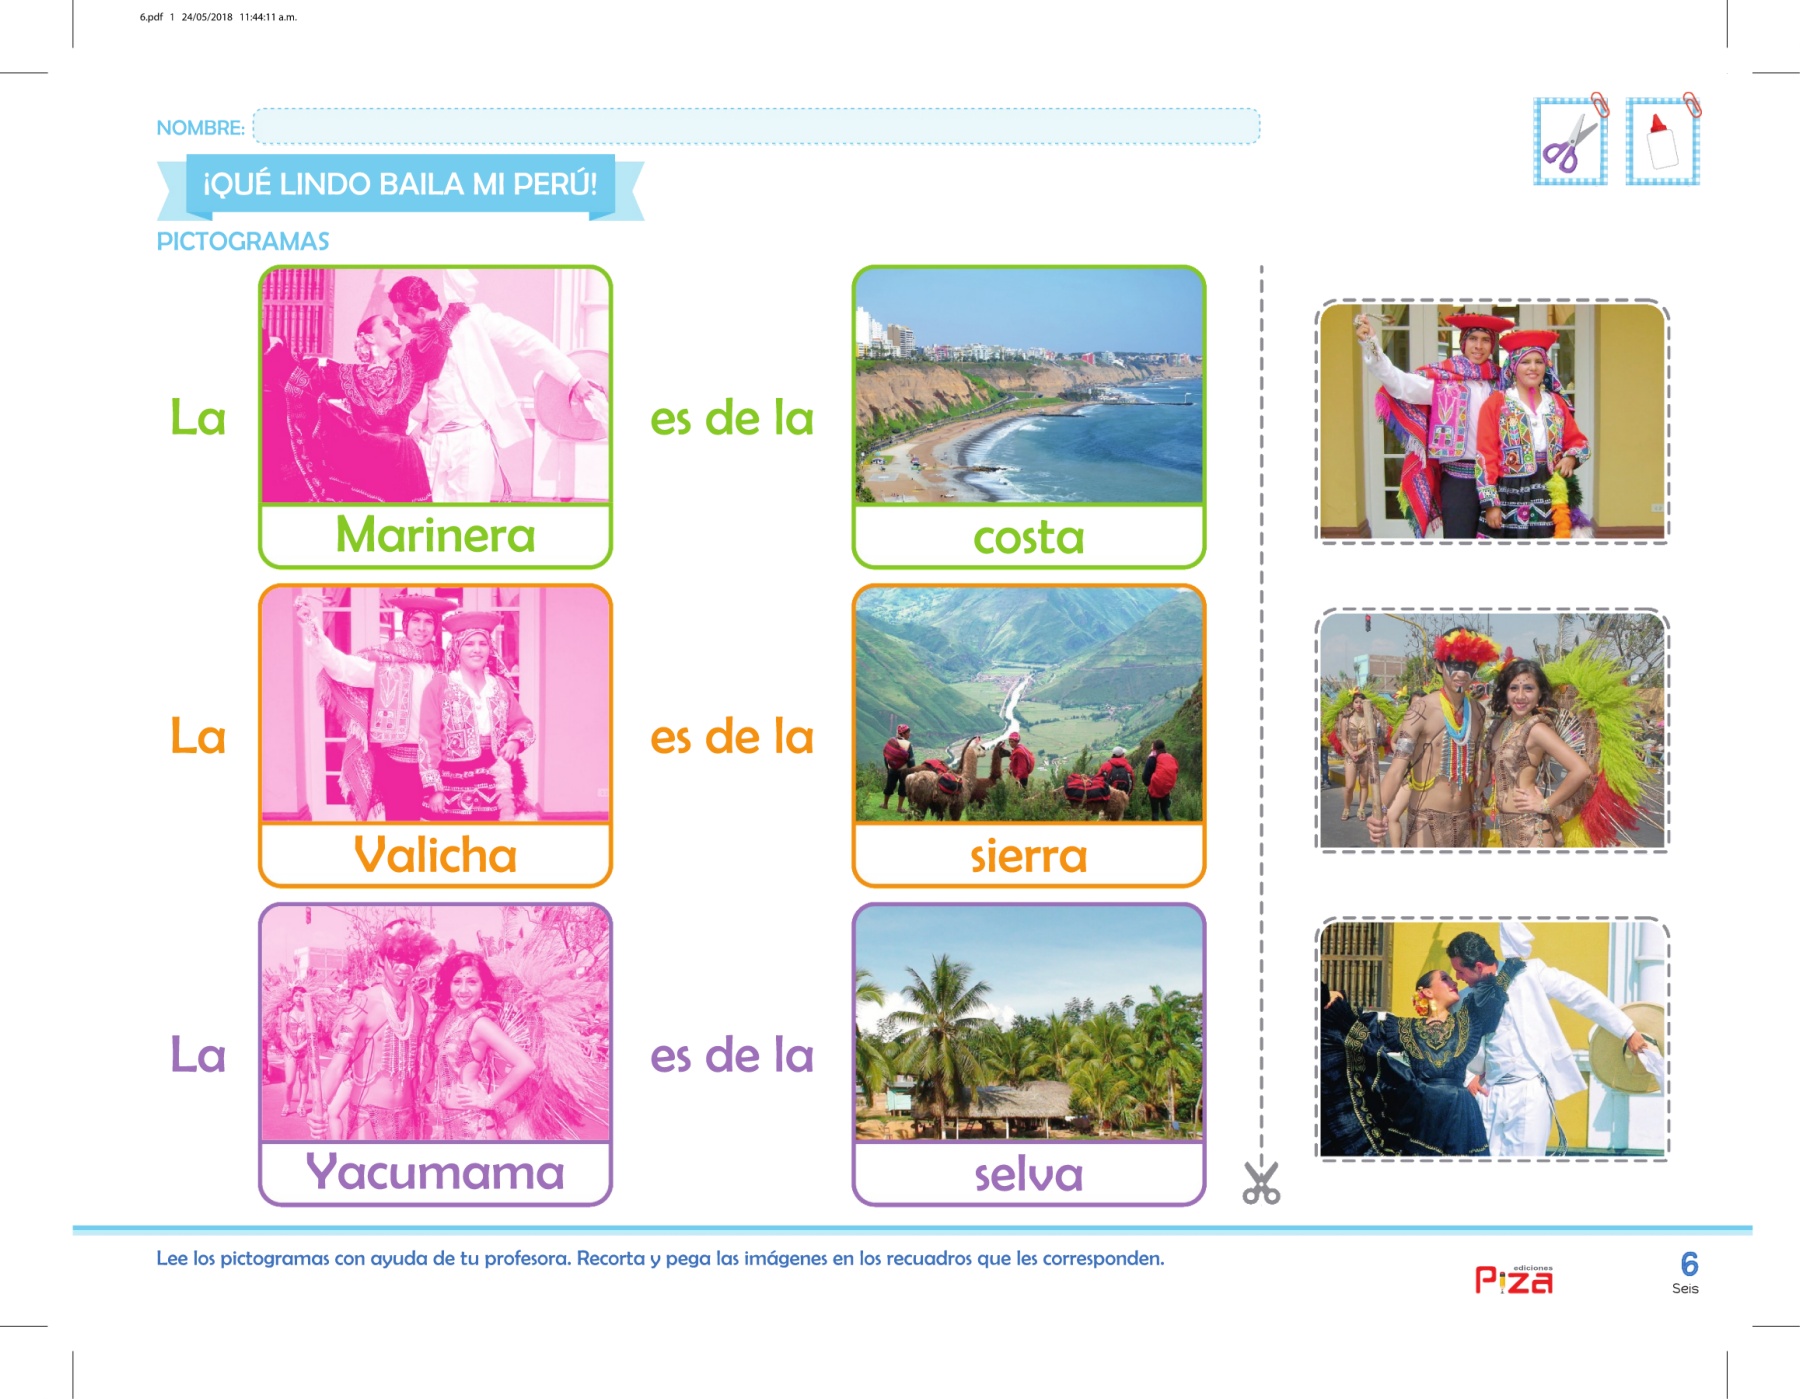 6.pdf 1 24/05/2018 11:44:11 a.m.
NOMBRE:
¡QUÉ LINDO BAILA MI PERÚ!
PICTOGRAMAS
La Marinera es de la costa
La Valicha es de la sierra
La Yacumama es de la selva
Lee los pictogramas con ayuda de tu profesora. Recorta y pega las imágenes en los recuadros que les corresponden.
ediciones
Piza
6
Seis